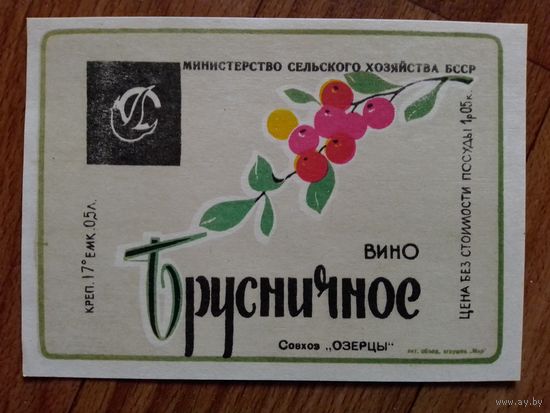 МИНИСТЕРСТВО СЕЛЬСКОГО ХОЗЯЙСТВА БССР
КРЕП. 17° ЕМК. 0,5 Л.
ЦЕНА БЕЗ СТОИМОСТИ ПОСУДЫ 1р.05к.
ВИНО
Брусничное
Совхоз „ОЗЕРЦЫ"
www.ay.by